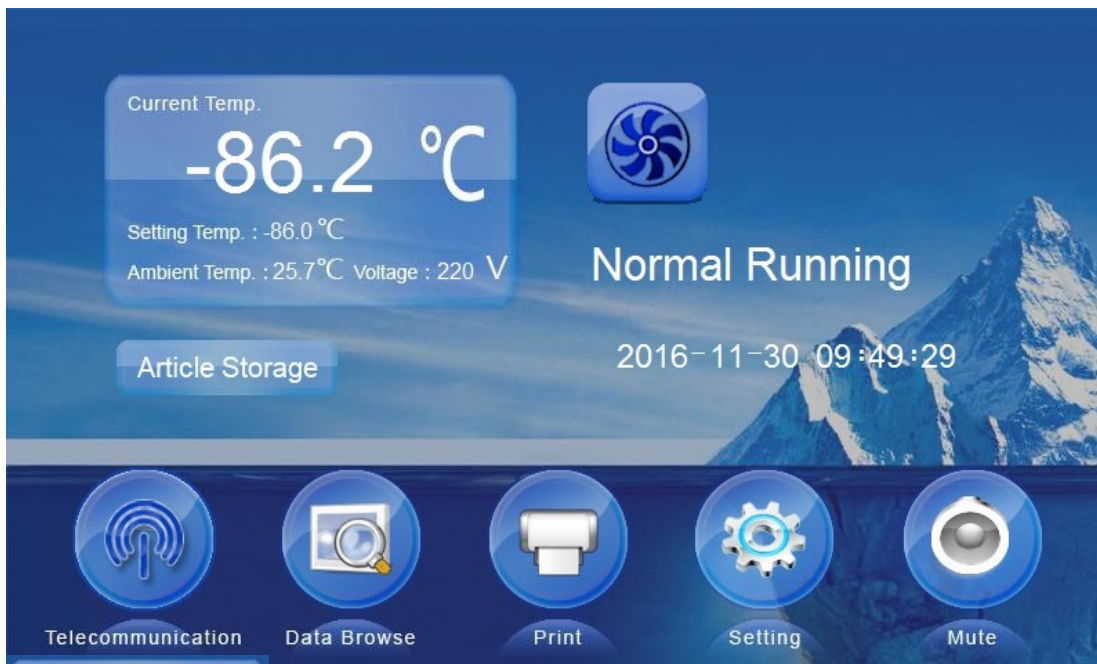 Current Temp.
-86.2 ℃
Setting Temp. : -86.0 ℃
Ambient Temp. : 25.7℃ Voltage : 220 V
Normal Running
2016-11-30 09:49:29
Article Storage
Telecommunication
Data Browse
Print
Setting
Mute